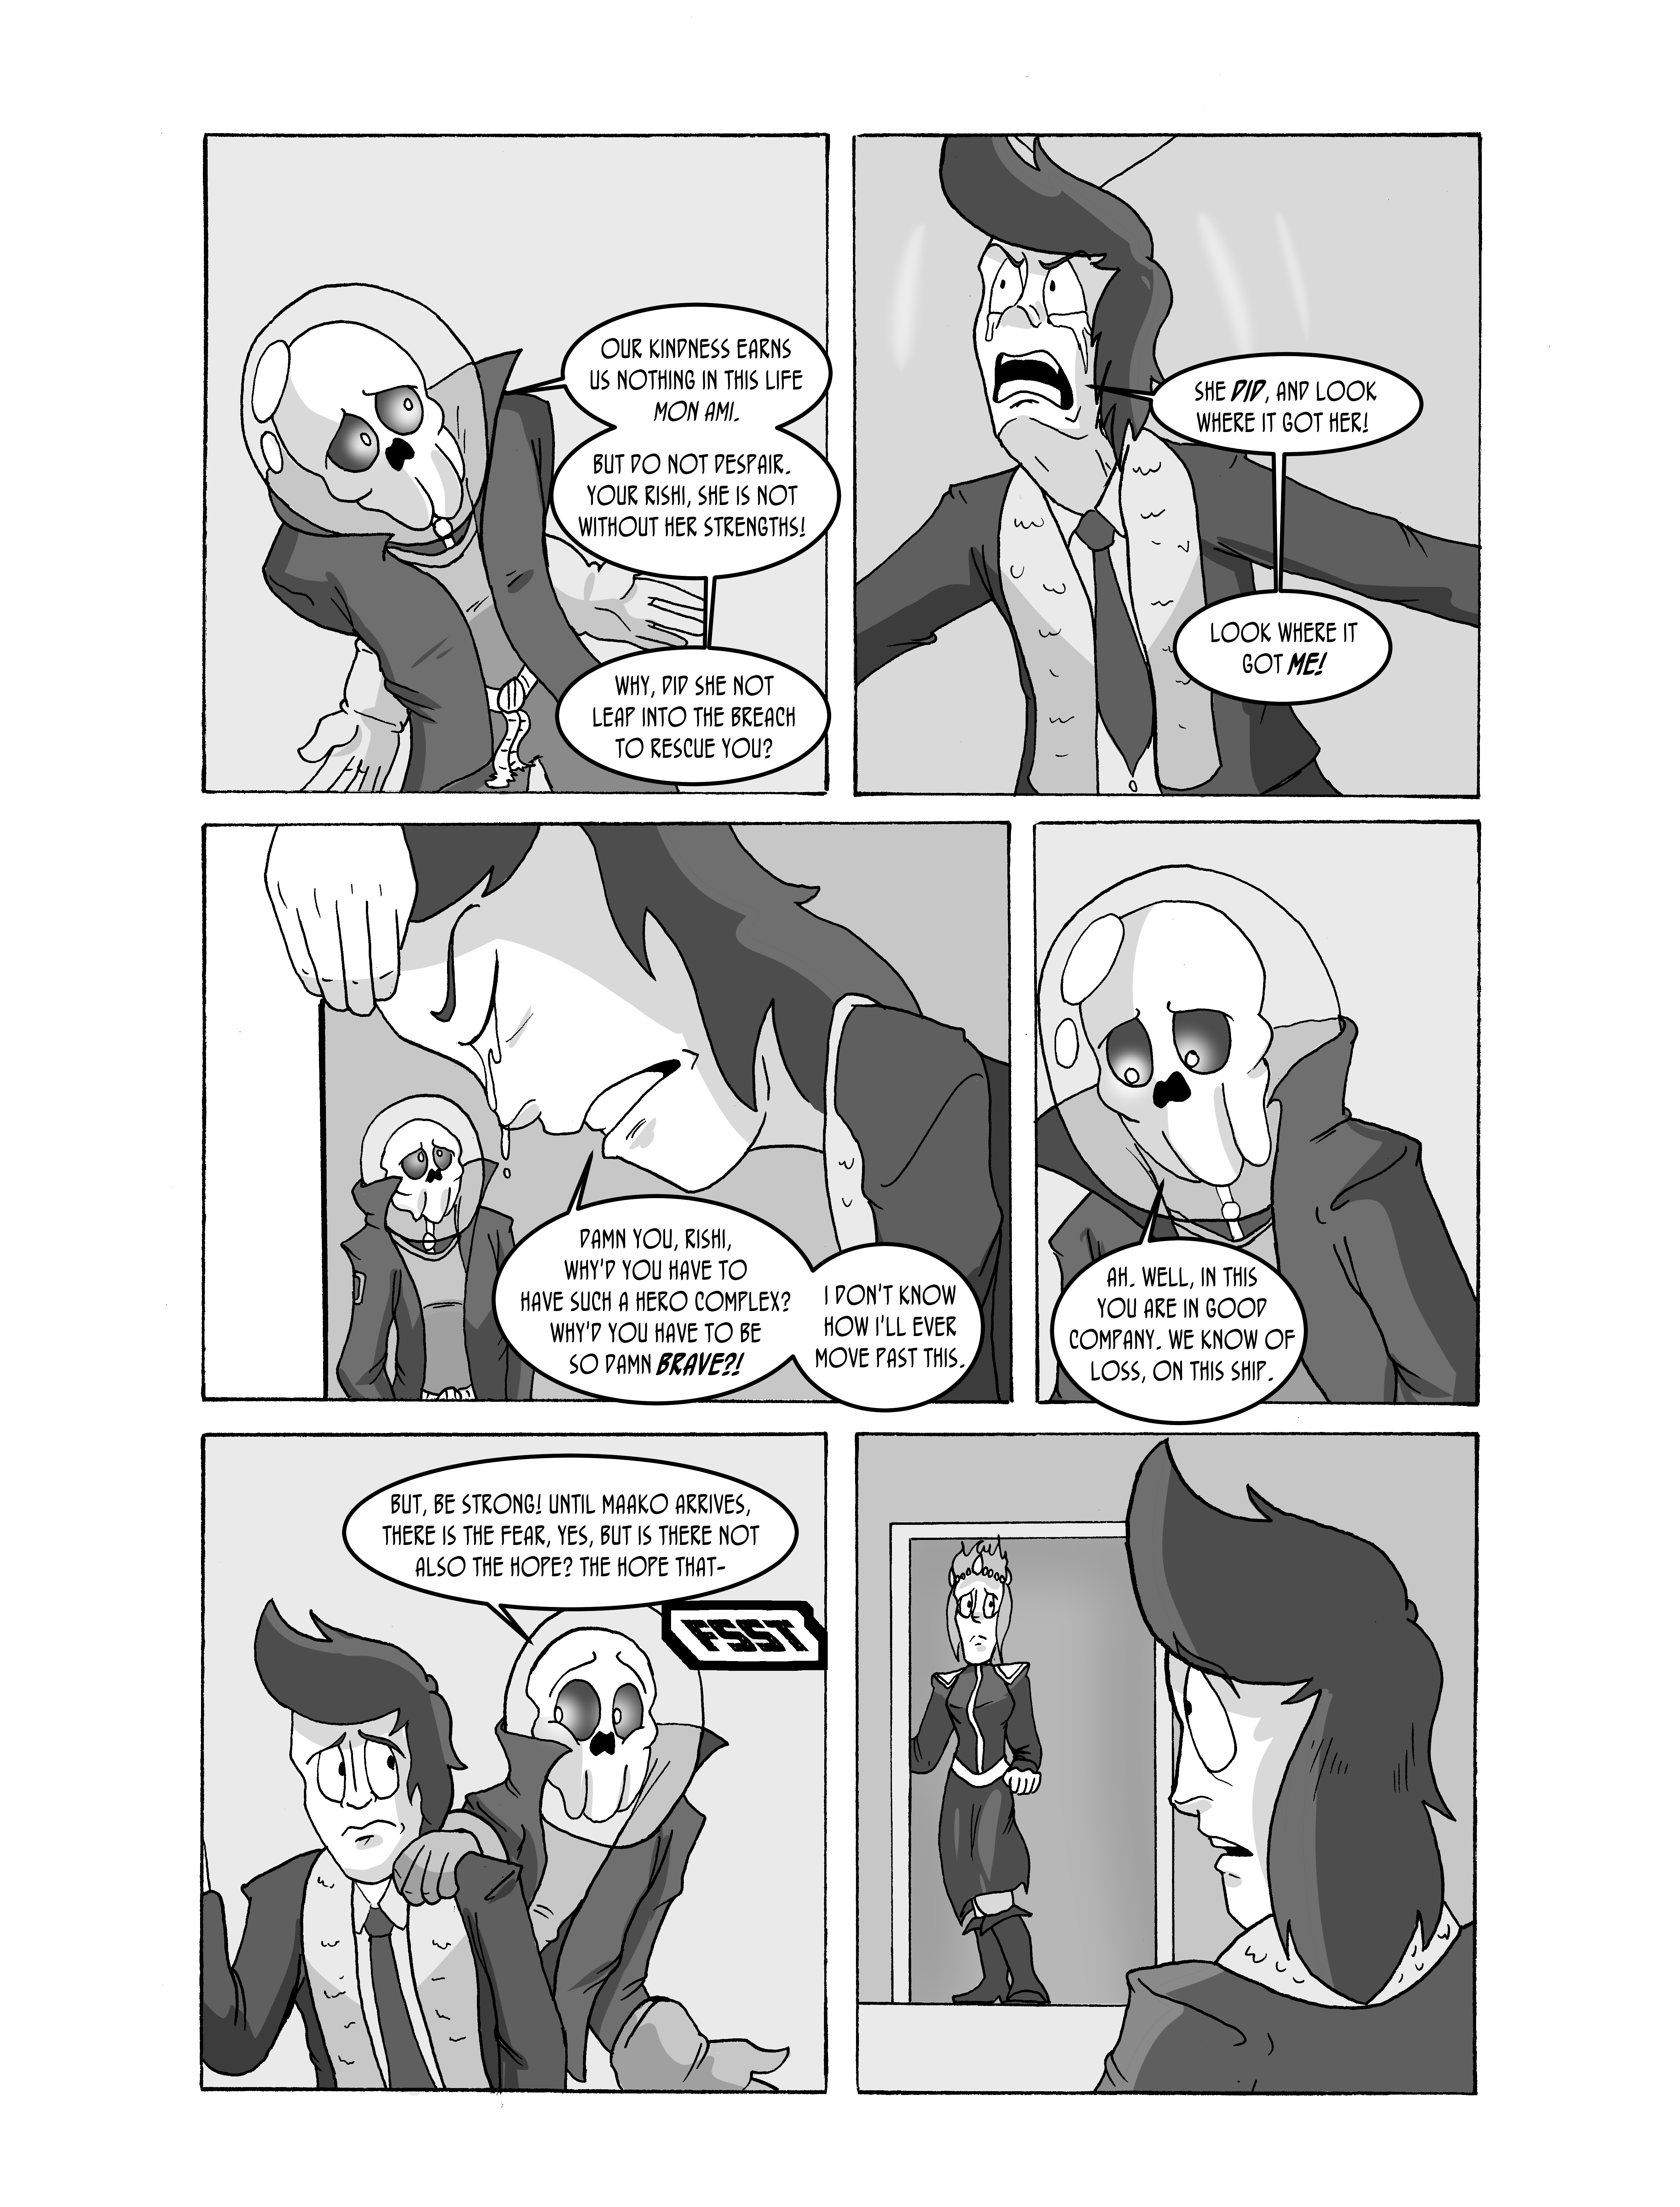 OUR KINDNESS EARNS
US NOTHING IN THIS LIFE
MON AMI.
BUT DO NOT DESPAIR.
YOUR RISHI, SHE IS NOT
WITHOUT HER STRENGTHS!
WHY, DID SHE NOT
LEAP INTO THE BREACH
TO RESCUE YOU?
SHE DID, AND LOOK
WHERE IT GOT HER!
LOOK WHERE IT
GOT ME!
DAMN YOU, RISHI,
WHY'D YOU HAVE TO
HAVE SUCH A HERO COMPLEX?
WHY'D YOU HAVE TO BE
SO DAMN BRAVE?!
I DON'T KNOW
HOW I'LL EVER
MOVE PAST THIS.
AH. WELL, IN THIS
YOU ARE IN GOOD
COMPANY. WE KNOW OF
LOSS, ON THIS SHIP.
BUT, BE STRONG! UNTIL MAAKO ARRIVES,
THERE IS THE FEAR, YES, BUT IS THERE NOT
ALSO THE HOPE? THE HOPE THAT-
FSST